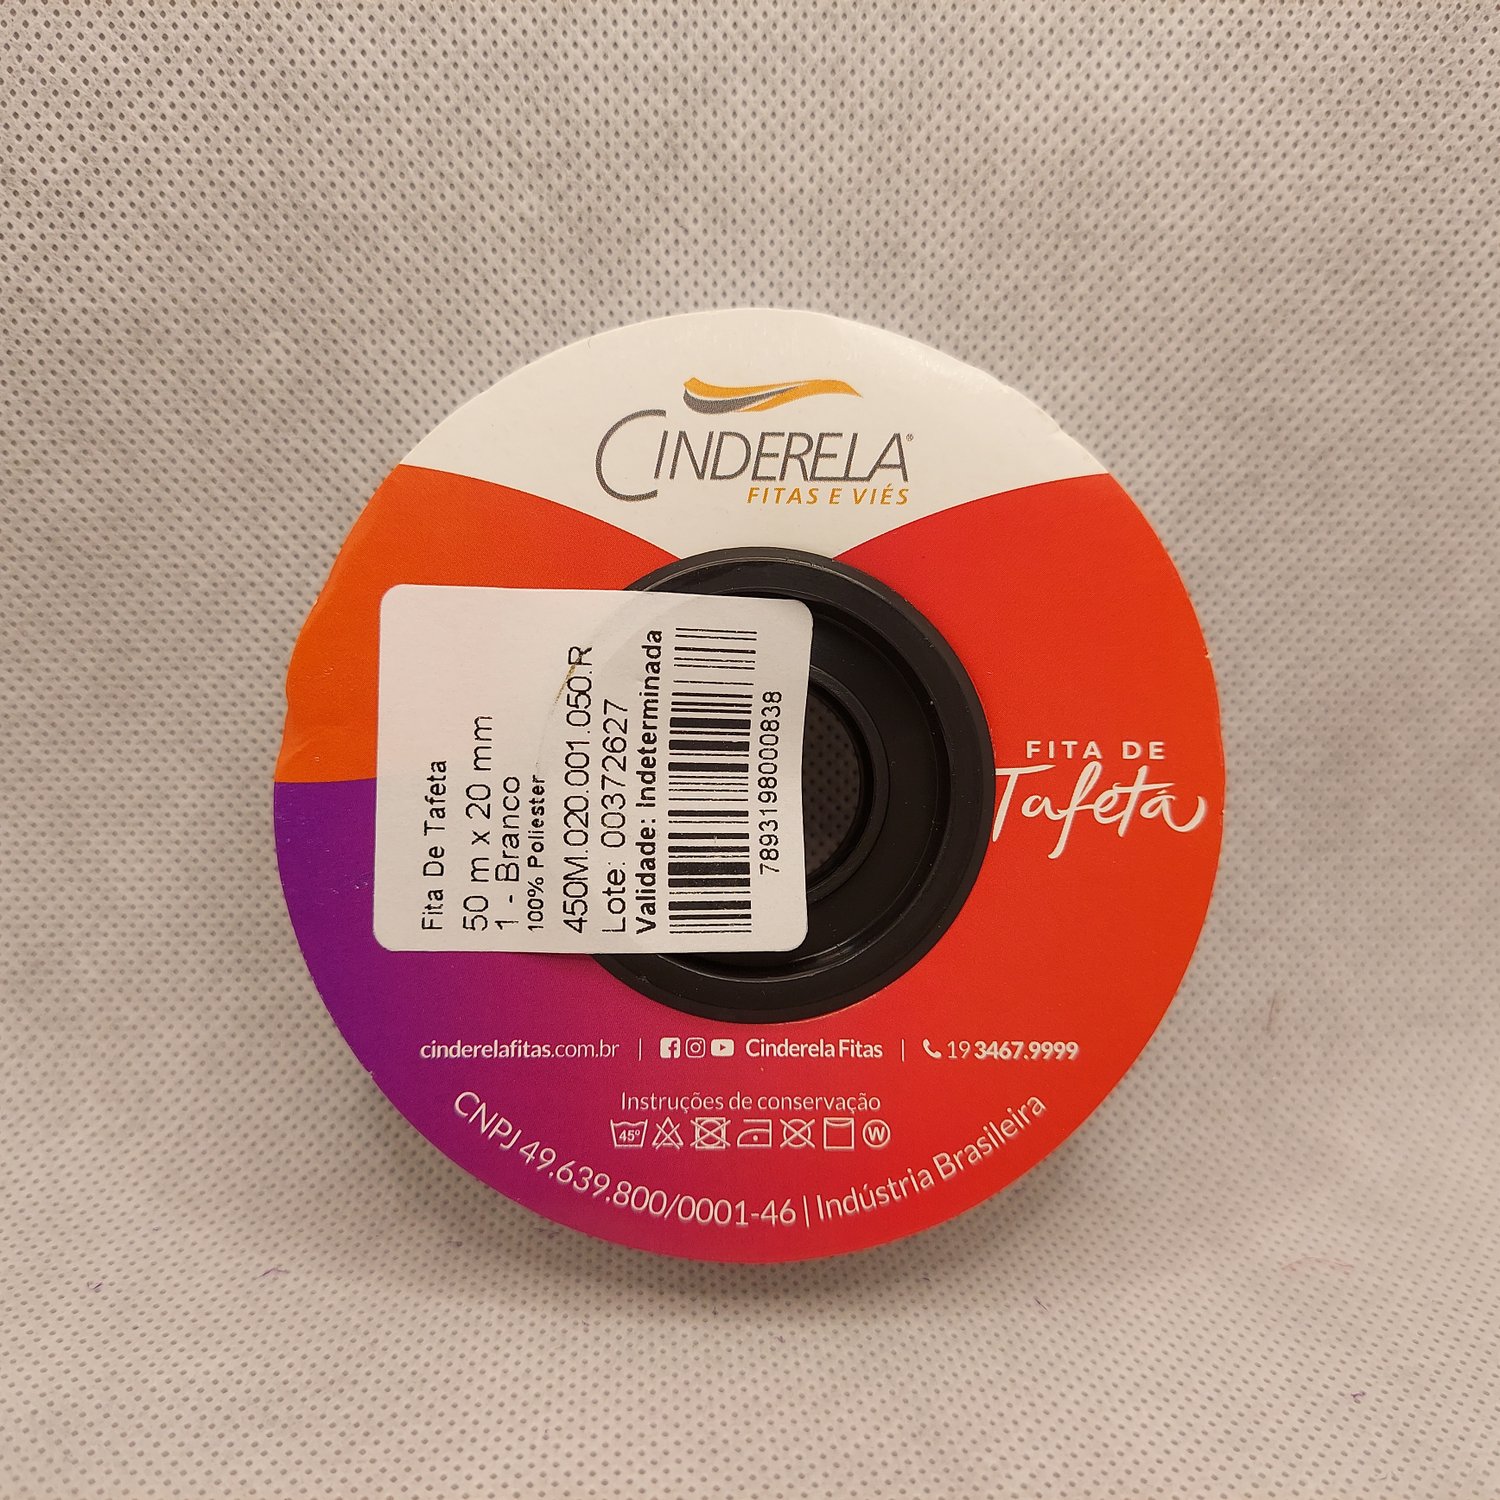 CINDERELA®
FITAS E VIÉS
Fita De Tafeta
50 m x 20 mm
1 - Branco
100% Poliester
450M.020.001.050.R
Lote: 00372627
Validade: Indeterminada
7893198000838
FITA DE
Tafetá
cinderelafitas.com.br | Cinderela Fitas | 19 3467.9999
Instruções de conservação
45º W
CNPJ 49.639.800/0001-46 | Indústria Brasileira